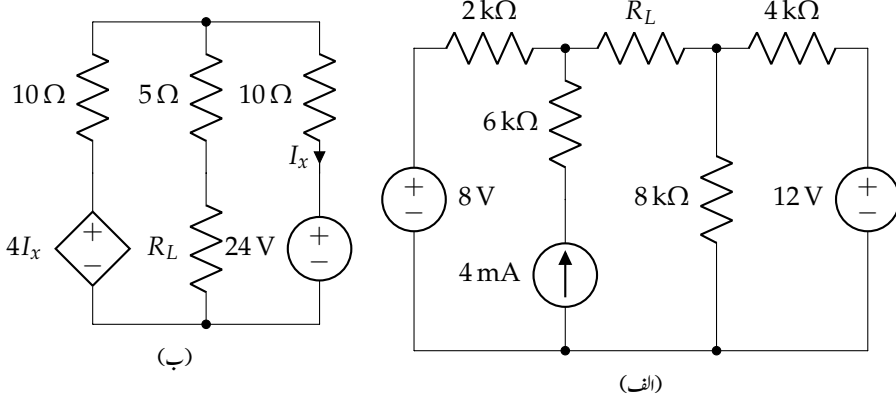 2 kΩ
R_L
4 kΩ
10 Ω
5 Ω
10 Ω
6 kΩ
I_x
8 V
8 kΩ
12 V
4I_x
R_L
24 V
4 mA
(ب)
(الف)